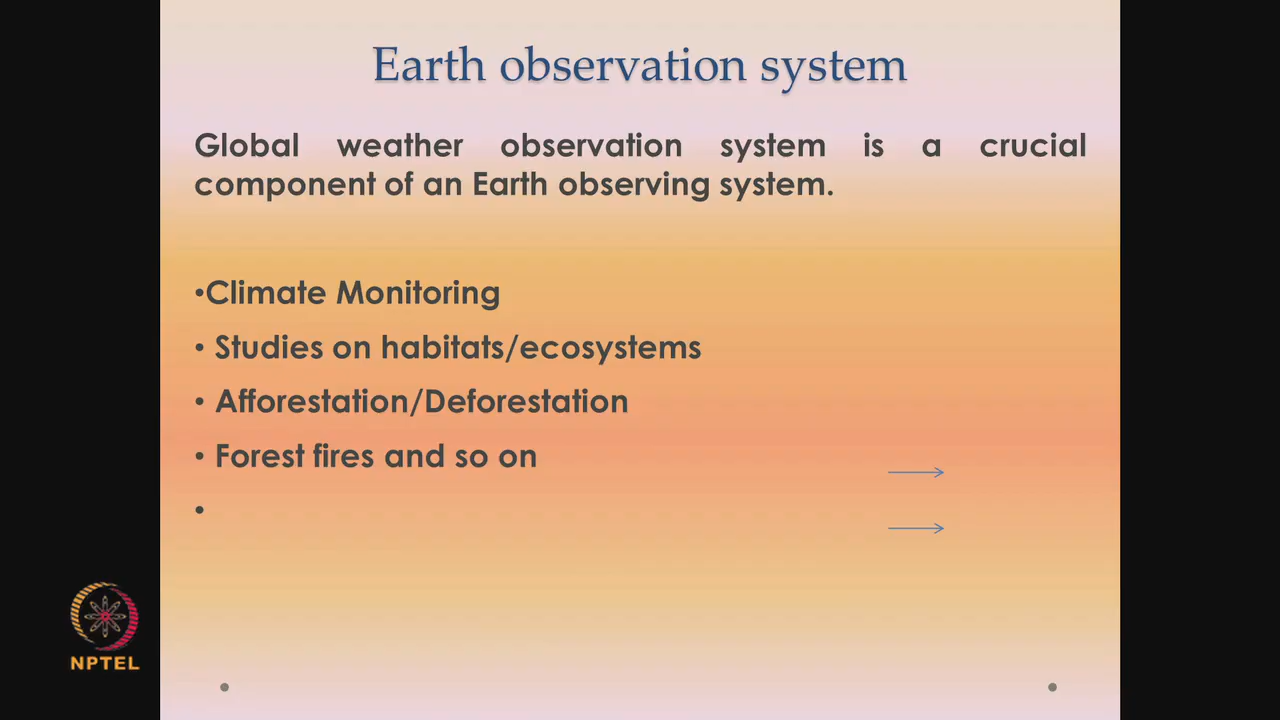 Earth observation system
Global weather observation system is a crucial
component of an Earth observing system.
•Climate Monitoring
• Studies on habitats/ecosystems
• Afforestation/Deforestation
• Forest fires and so on
•
NPTEL